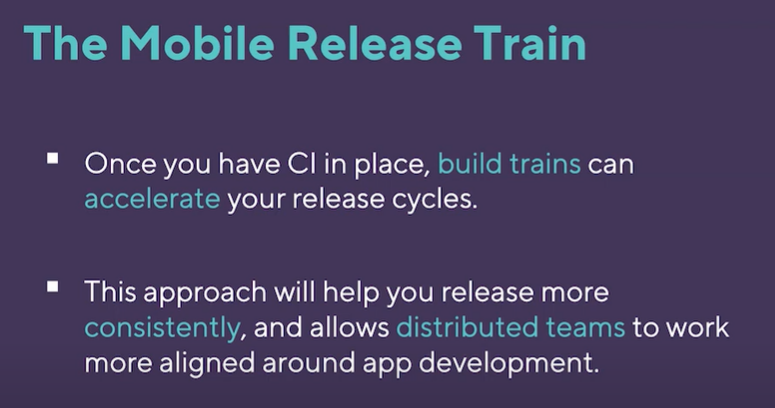 The Mobile Release Train
Once you have CI in place, build trains can
accelerate your release cycles.
This approach will help you release more
consistently, and allows distributed teams to work
more aligned around app development.